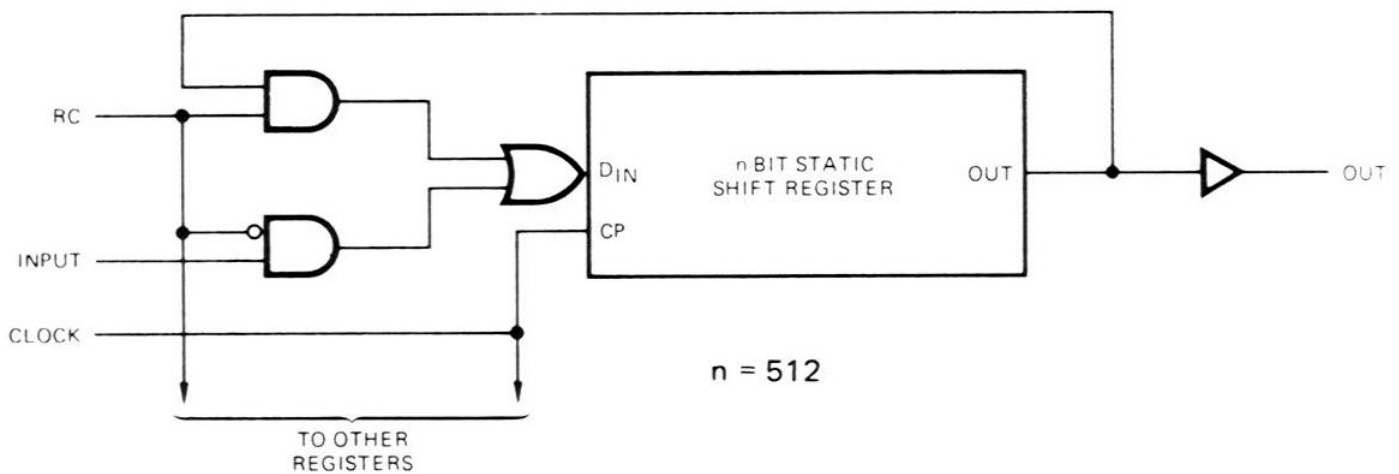 RC
INPUT
CLOCK
DIN
n BIT STATIC
SHIFT REGISTER
OUT
CP
OUT
n = 512
TO OTHER
REGISTERS